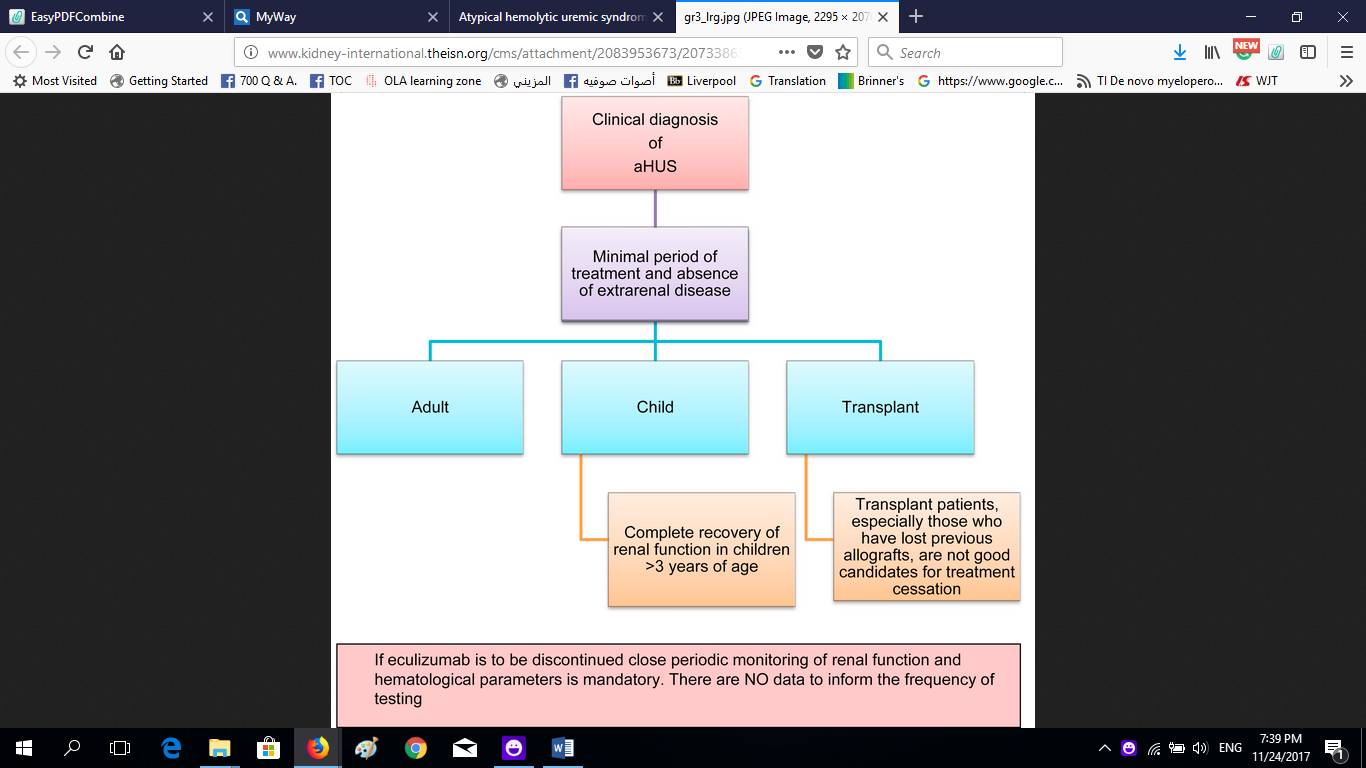 EasyPDFCombine
MyWay
Atypical hemolytic uremic syndrom
gr3_lrg.jpg (JPEG Image, 2295 × 207
www.kidney-international.theisn.org/cms/attachment/2083953673/2073386
Search
NEW
Most Visited
Getting Started
700 Q & A.
TOC
OLA learning zone
المزيني
أصوات صوفيه
Bb
Liverpool
Translation
Brinner's
https://www.google.c...
TI De novo myelopero...
WJT
Clinical diagnosis
of
aHUS
Minimal period of
treatment and absence
of extrarenal disease
Adult
Child
Transplant
Complete recovery of
renal function in children
>3 years of age
Transplant patients,
especially those who
have lost previous
allografts, are not good
candidates for treatment
cessation
If eculizumab is to be discontinued close periodic monitoring of renal function and
hematological parameters is mandatory. There are NO data to inform the frequency of
testing
ENG
7:39 PM
11/24/2017
1